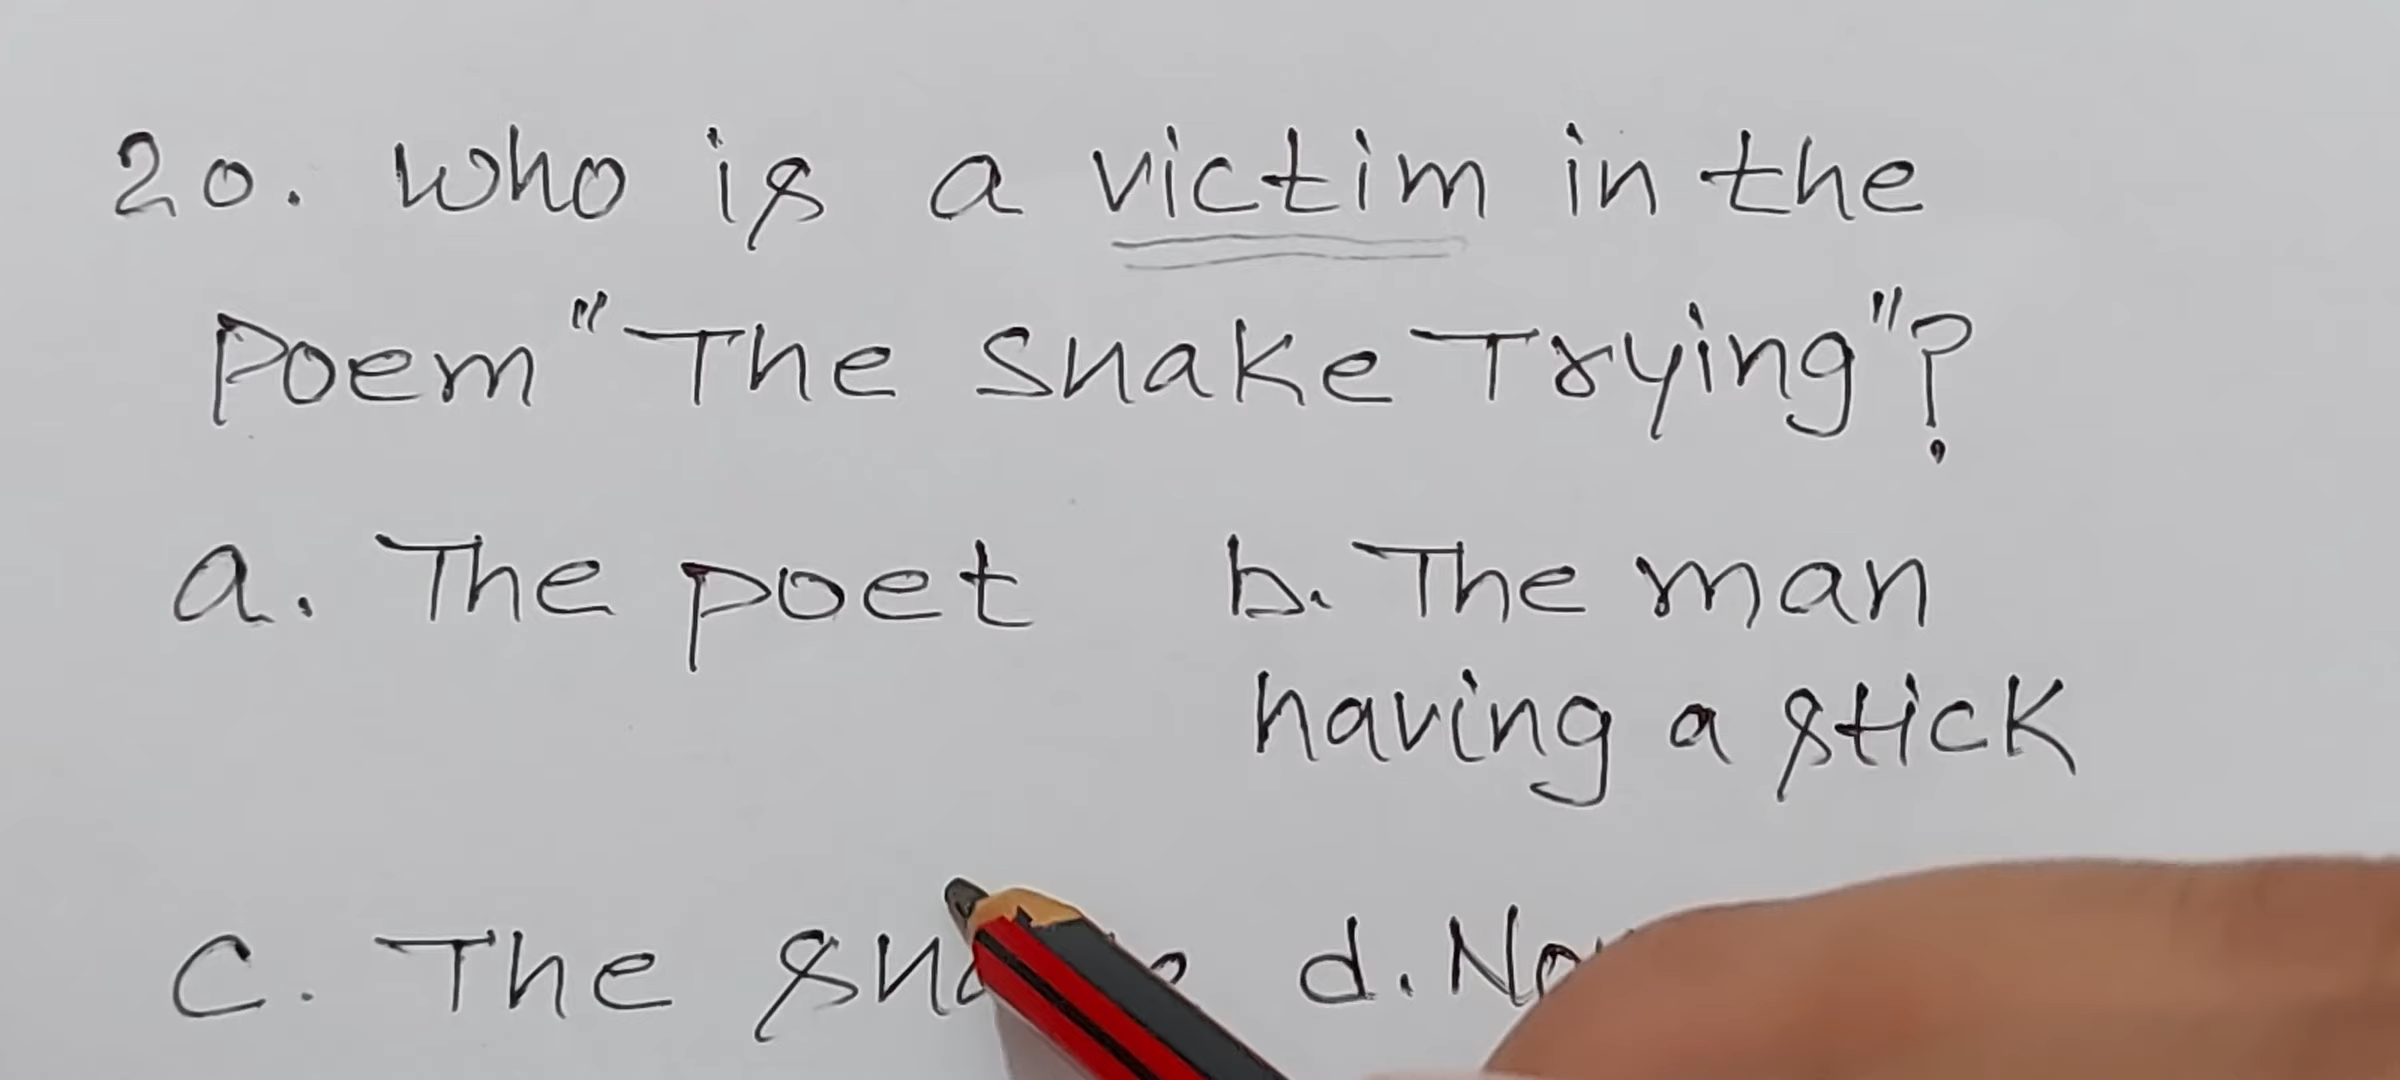 20. who is a victim in the
Poem "The Snake Trying"?
a. The poet b. The man
having a stick
c. The d.